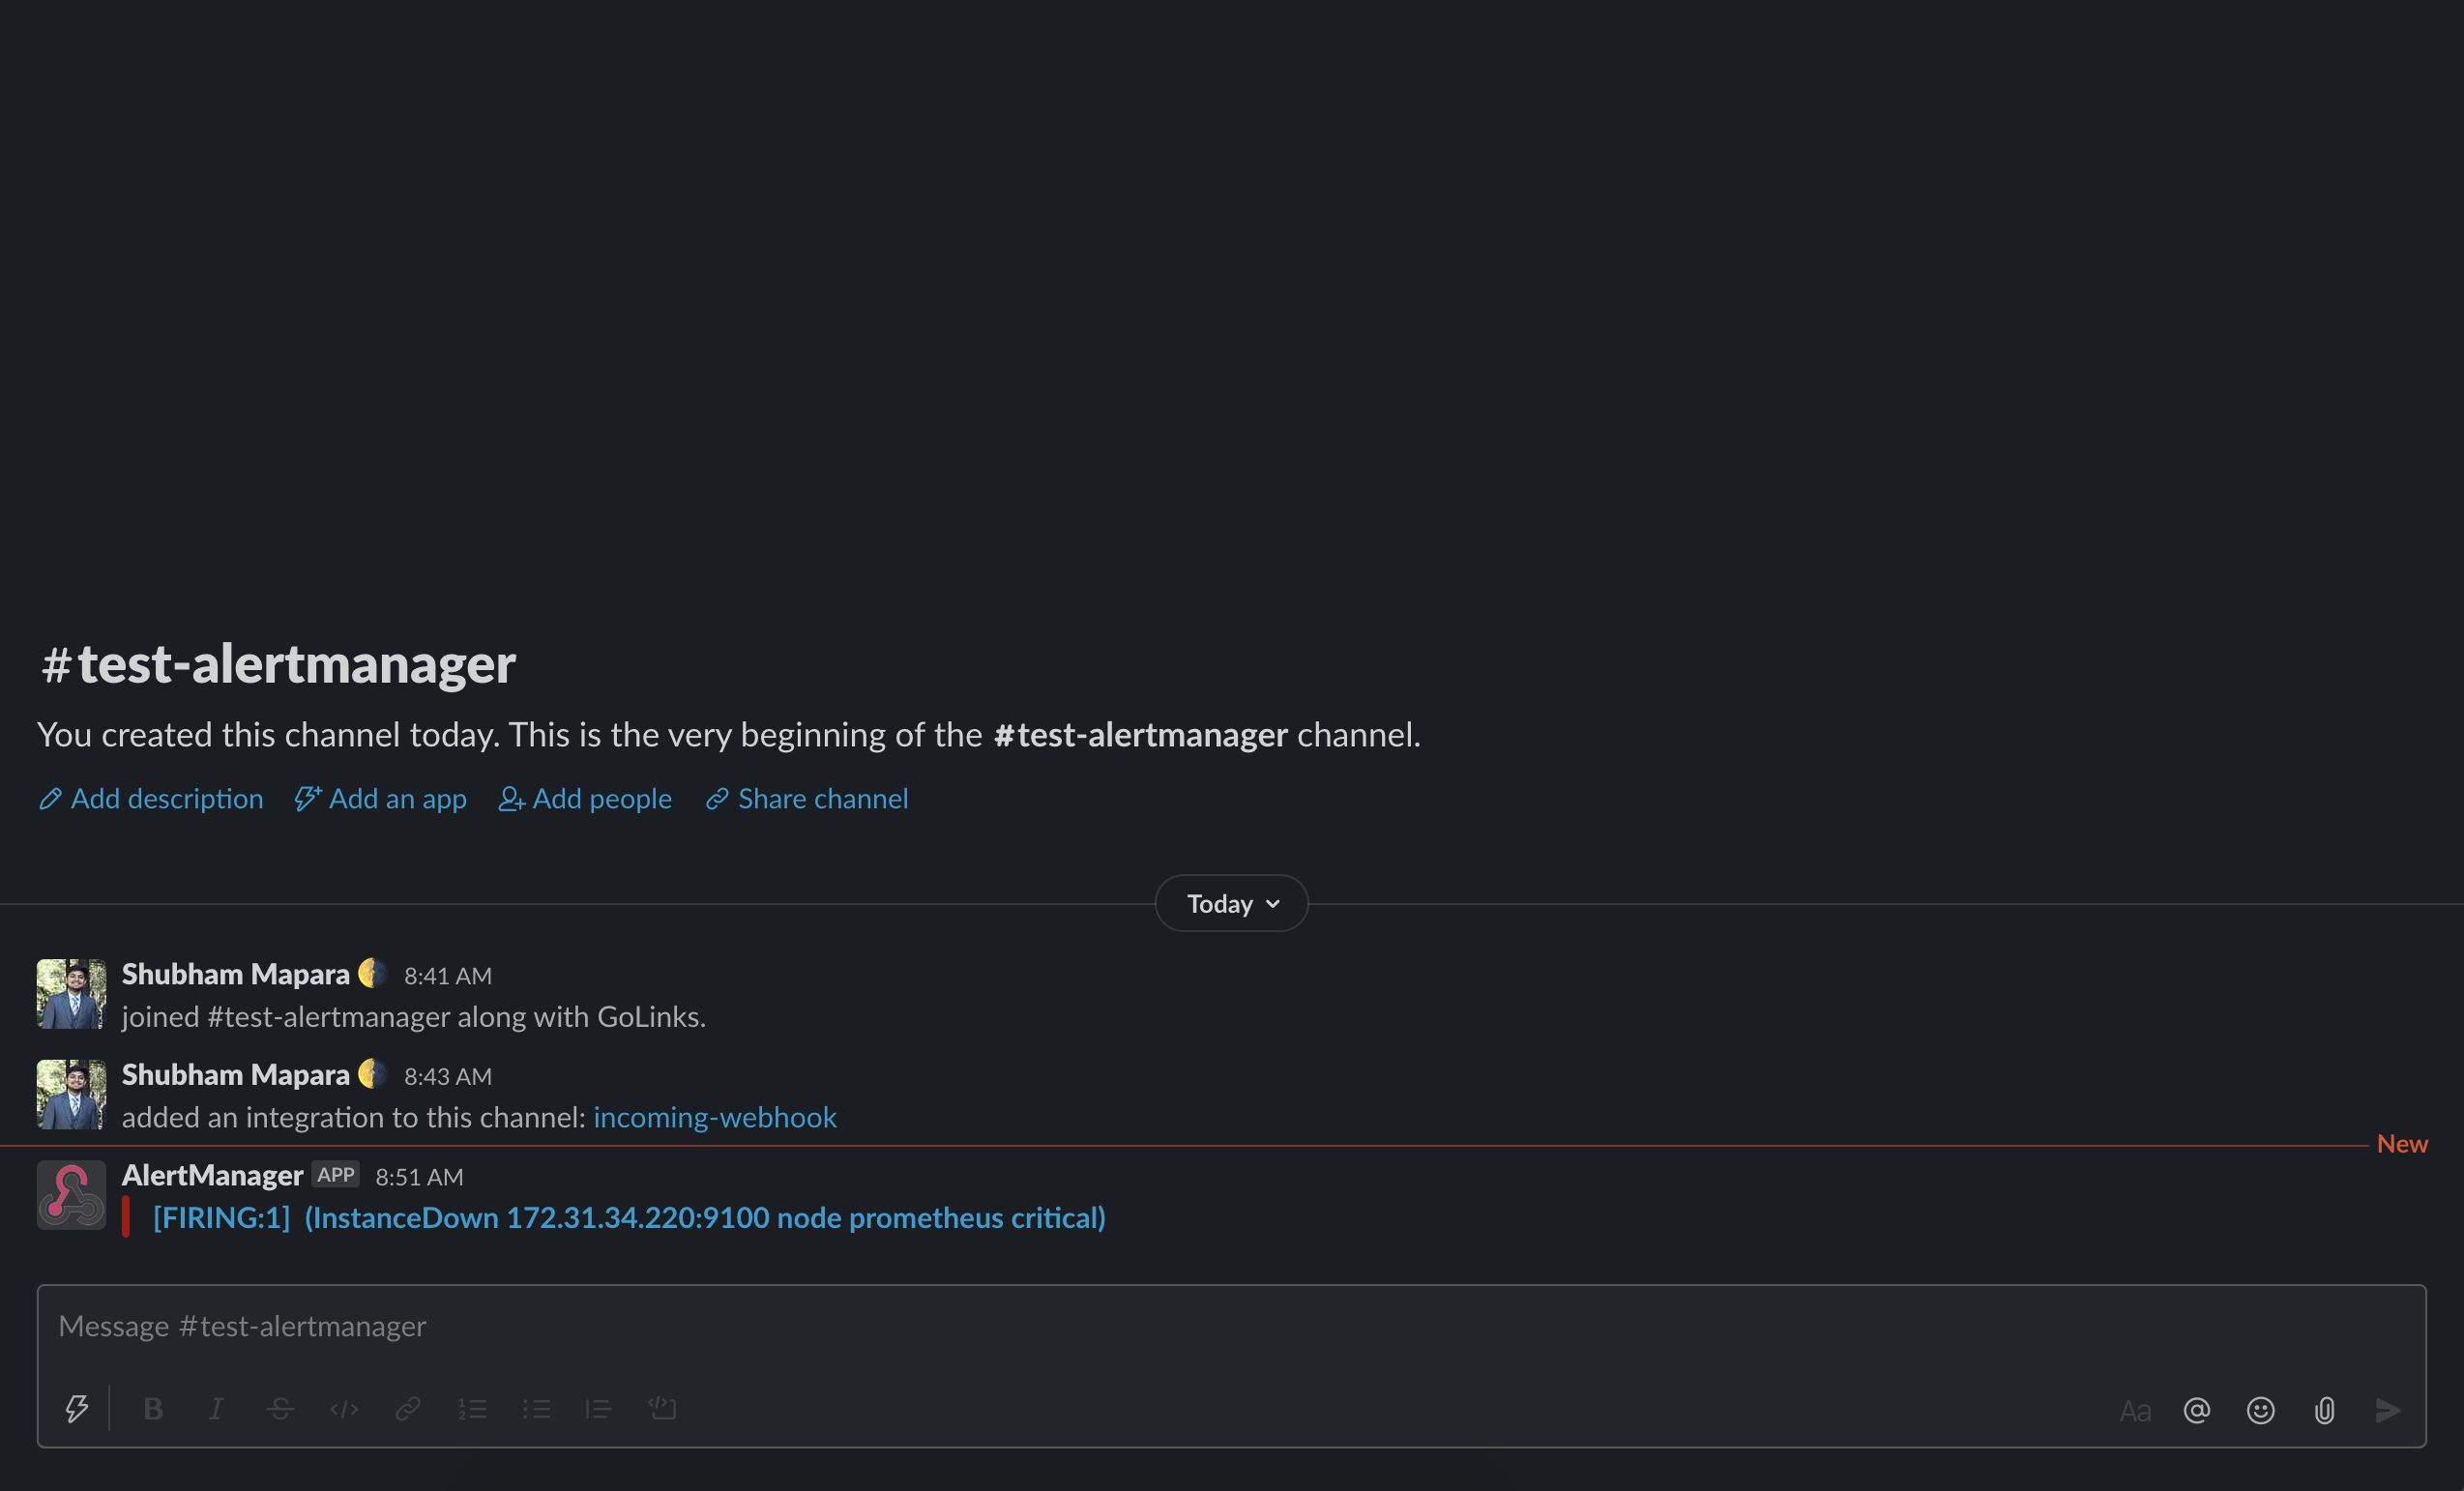 #test-alertmanager
You created this channel today. This is the very beginning of the #test-alertmanager channel.
Add description Add an app Add people Share channel
Today
Shubham Mapara 8:41 AM
joined #test-alertmanager along with GoLinks.
Shubham Mapara 8:43 AM
added an integration to this channel: incoming-webhook
New
AlertManager APP 8:51 AM
[FIRING:1] (InstanceDown 172.31.34.220:9100 node prometheus critical)
Message #test-alertmanager
B I S </> Aa @